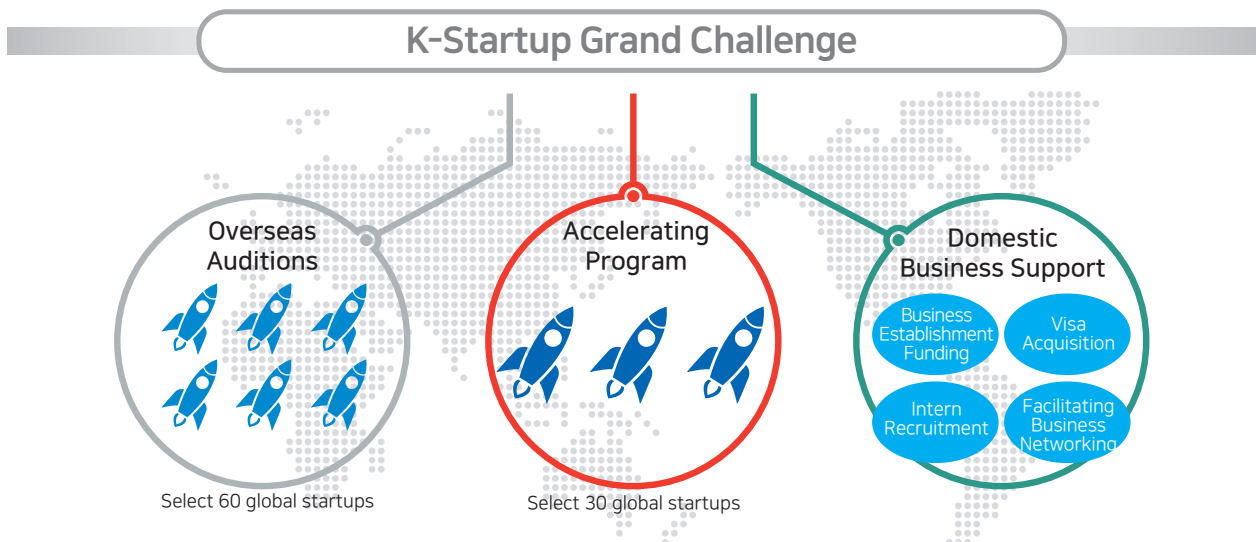 K-Startup Grand Challenge
Overseas
Auditions
Select 60 global startups
Accelerating
Program
Select 30 global startups
Domestic
Business Support
Business
Establishment
Funding
Visa
Acquisition
Intern
Recruitment
Facilitating
Business
Networking